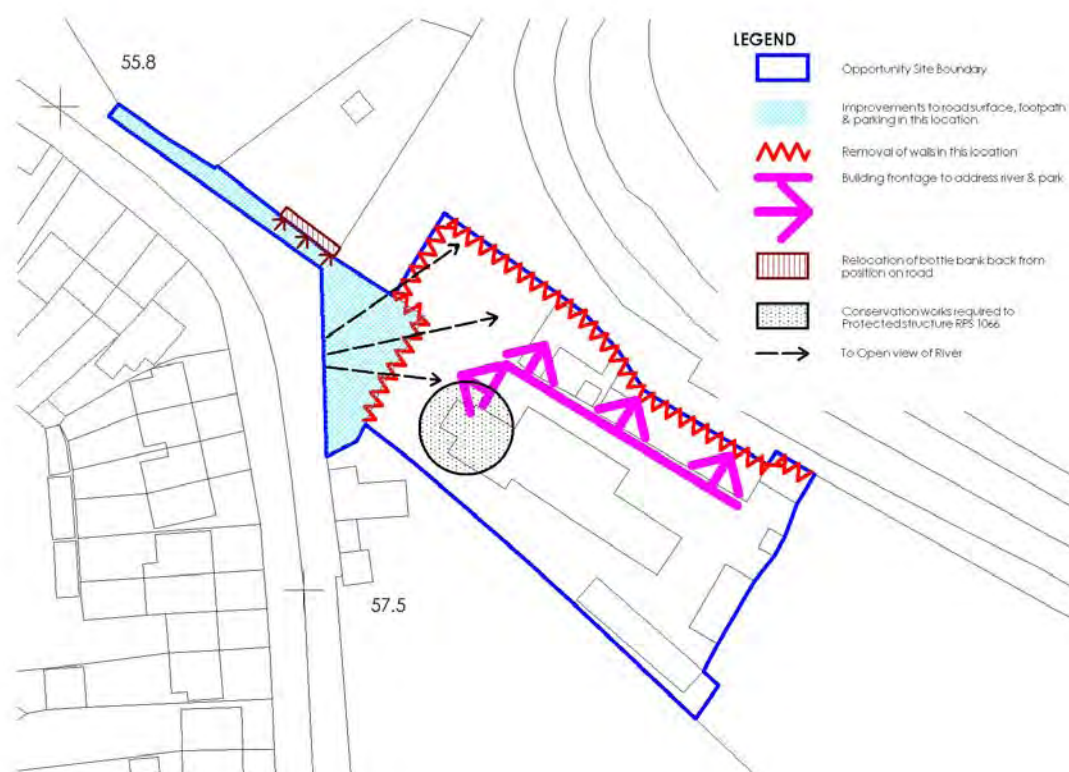 55.8
LEGEND
Opportunity Site Boundary
Improvements to road surface, footpath
& parking in this location
Removal of walls in this location
Building frontage to address river & park
Relocation of bottle bank back from
position on road
Conservation works required to
Protected structure RPS 1066
To Open view of River
57.5